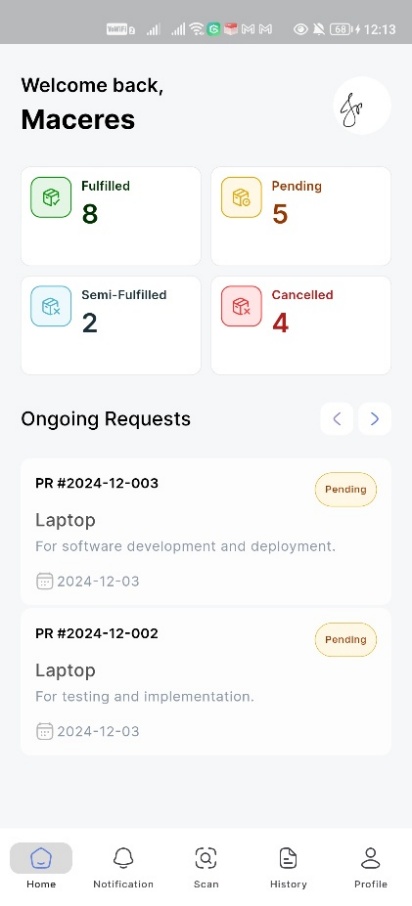 68 12:13
Welcome back,
Maceres
Fulfilled
8
Pending
5
Semi-Fulfilled
2
Cancelled
4
Ongoing Requests
PR #2024-12-003
Pending
Laptop
For software development and deployment.
2024-12-03
PR #2024-12-002
Pending
Laptop
For testing and implementation.
2024-12-03
Home Notification Scan History Profile